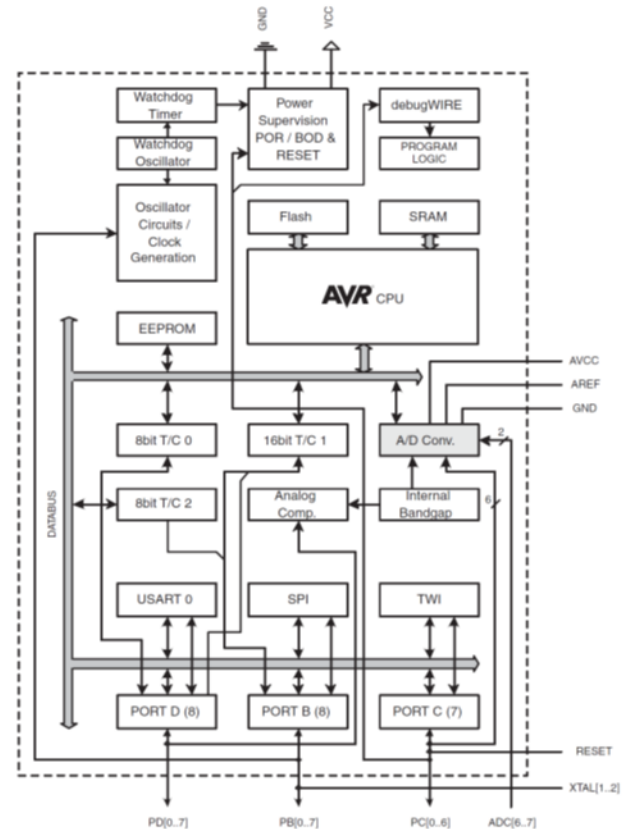 GND
VCC
Watchdog
Timer
Power
Supervision
POR / BOD &
RESET
debugWIRE
Watchdog
Oscillator
PROGRAM
LOGIC
Oscillator
Circuits /
Clock
Generation
Flash
SRAM
AVR CPU
EEPROM
AVCC
AREF
GND
8bit T/C 0
16bit T/C 1
A/D Conv.
2
DATABUS
8bit T/C 2
Analog
Comp.
Internal
Bandgap
6
USART 0
SPI
TWI
PORT D (8)
PORT B (8)
PORT C (7)
RESET
XTAL[1..2]
PD[0..7]
PB[0..7]
PC[0..6]
ADC[6..7]